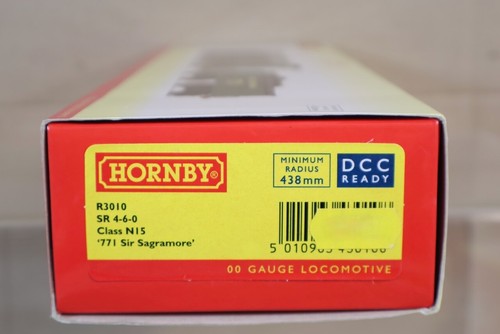 HORNBY®
MINIMUM
RADIUS
438mm
DCC
READY
R3010
SR 4-6-0
Class N15
'771 Sir Sagramore'
00 GAUGE LOCOMOTIVE